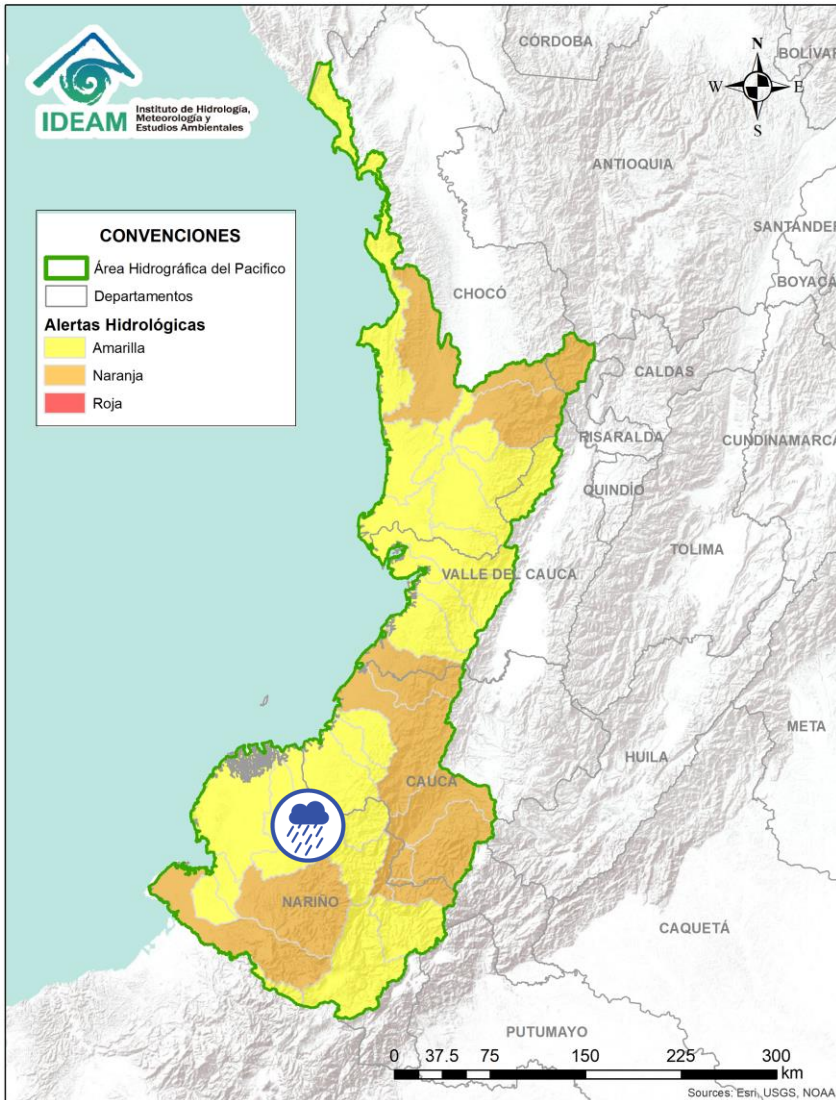 IDEAM
Instituto de Hidrología,
Meteorología y
Estudios Ambientales
CONVENCIONES
Área Hidrográfica del Pacifico
Departamentos
Alertas Hidrológicas
Amarilla
Naranja
Roja
N
W E
S
CÓRDOBA
BOLÍVAR
ANTIOQUIA
SANTANDER
BOYACÁ
CHOCÓ
CALDAS
RISARALDA
CUNDINAMARCA
QUINDÍO
TOLIMA
VALLE DEL CAUCA
META
HUILA
CAUCA
NARIÑO
CAQUETÁ
PUTUMAYO
0 37.5 75 150 225 300
km
Sources: Esri, USGS, NOAA